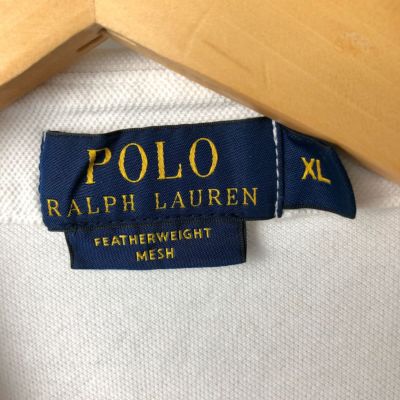 POLO
RALPH LAUREN
XL
FEATHERWEIGHT
MESH